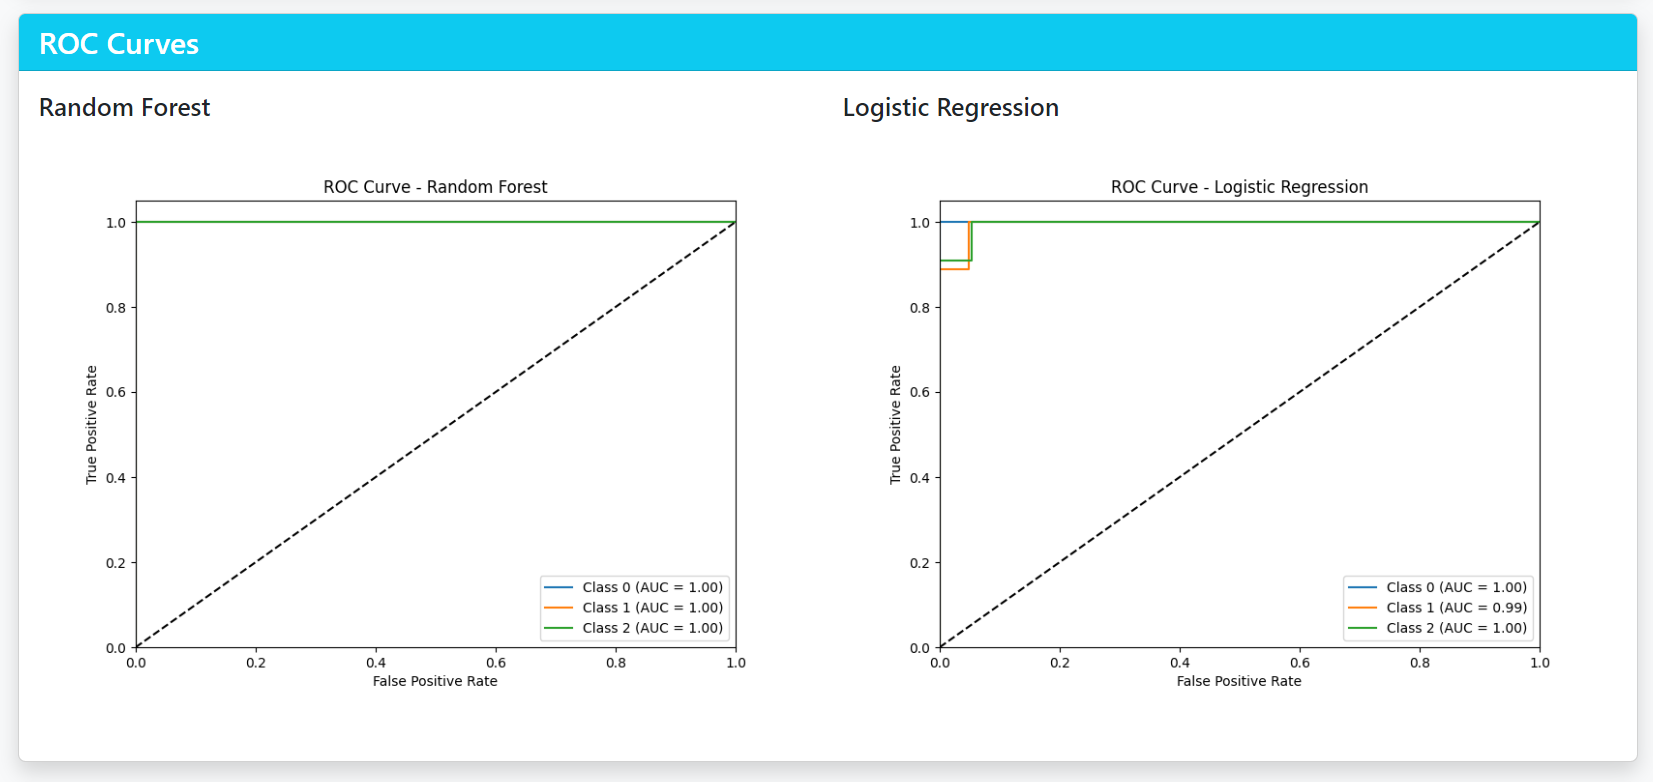 ROC Curves
Random Forest
Logistic Regression
ROC Curve - Random Forest
1.0
0.8
0.6
0.4
0.2
0.0
True Positive Rate
0.0 0.2 0.4 0.6 0.8 1.0
False Positive Rate
Class 0 (AUC = 1.00)
Class 1 (AUC = 1.00)
Class 2 (AUC = 1.00)
ROC Curve - Logistic Regression
1.0
0.8
0.6
0.4
0.2
0.0
True Positive Rate
0.0 0.2 0.4 0.6 0.8 1.0
False Positive Rate
Class 0 (AUC = 1.00)
Class 1 (AUC = 0.99)
Class 2 (AUC = 1.00)